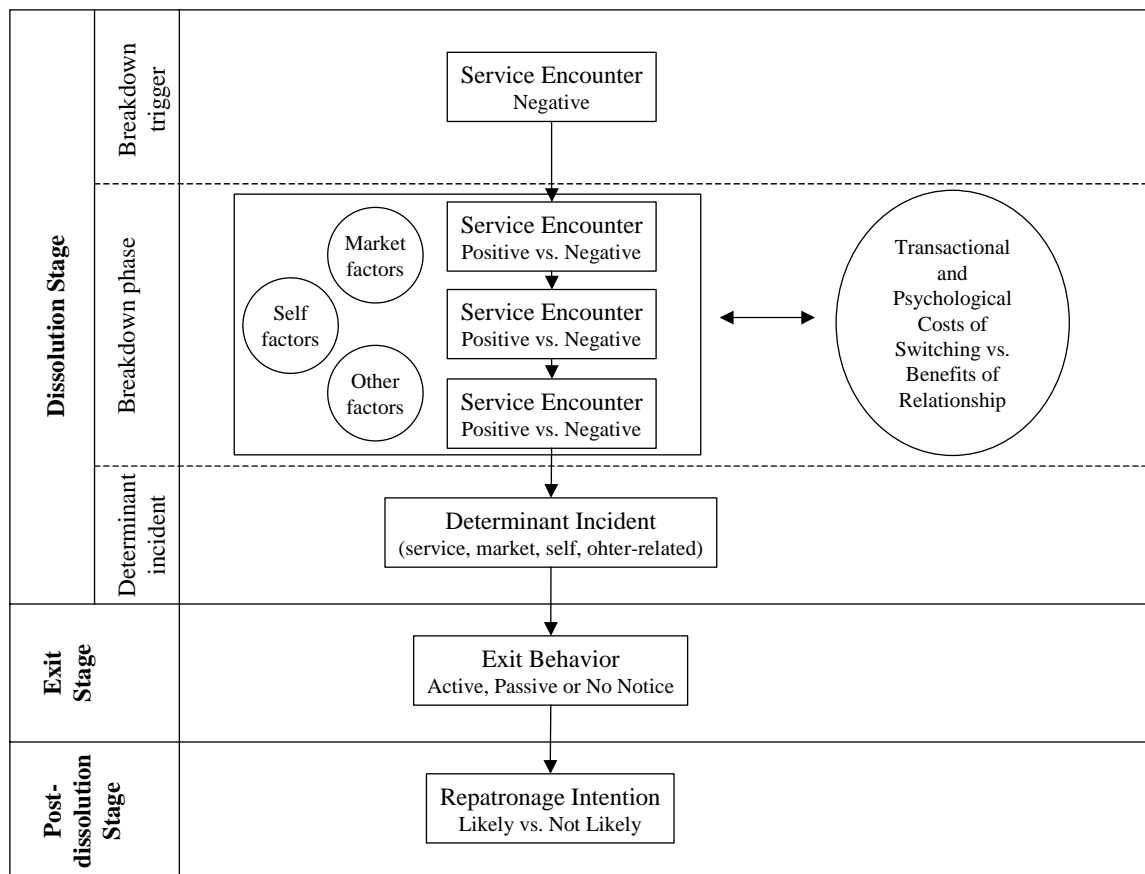 Dissolution Stage
Breakdown
trigger
Service Encounter
Negative
Breakdown phase
Market
factors
Self
factors
Other
factors
Service Encounter
Positive vs. Negative
Service Encounter
Positive vs. Negative
Service Encounter
Positive vs. Negative
Transactional
and
Psychological
Costs of
Switching vs.
Benefits of
Relationship
Determinant
incident
Determinant Incident
(service, market, self, ohter-related)
Exit
Stage
Exit Behavior
Active, Passive or No Notice
Post-
dissolution
Stage
Repatronage Intention
Likely vs. Not Likely